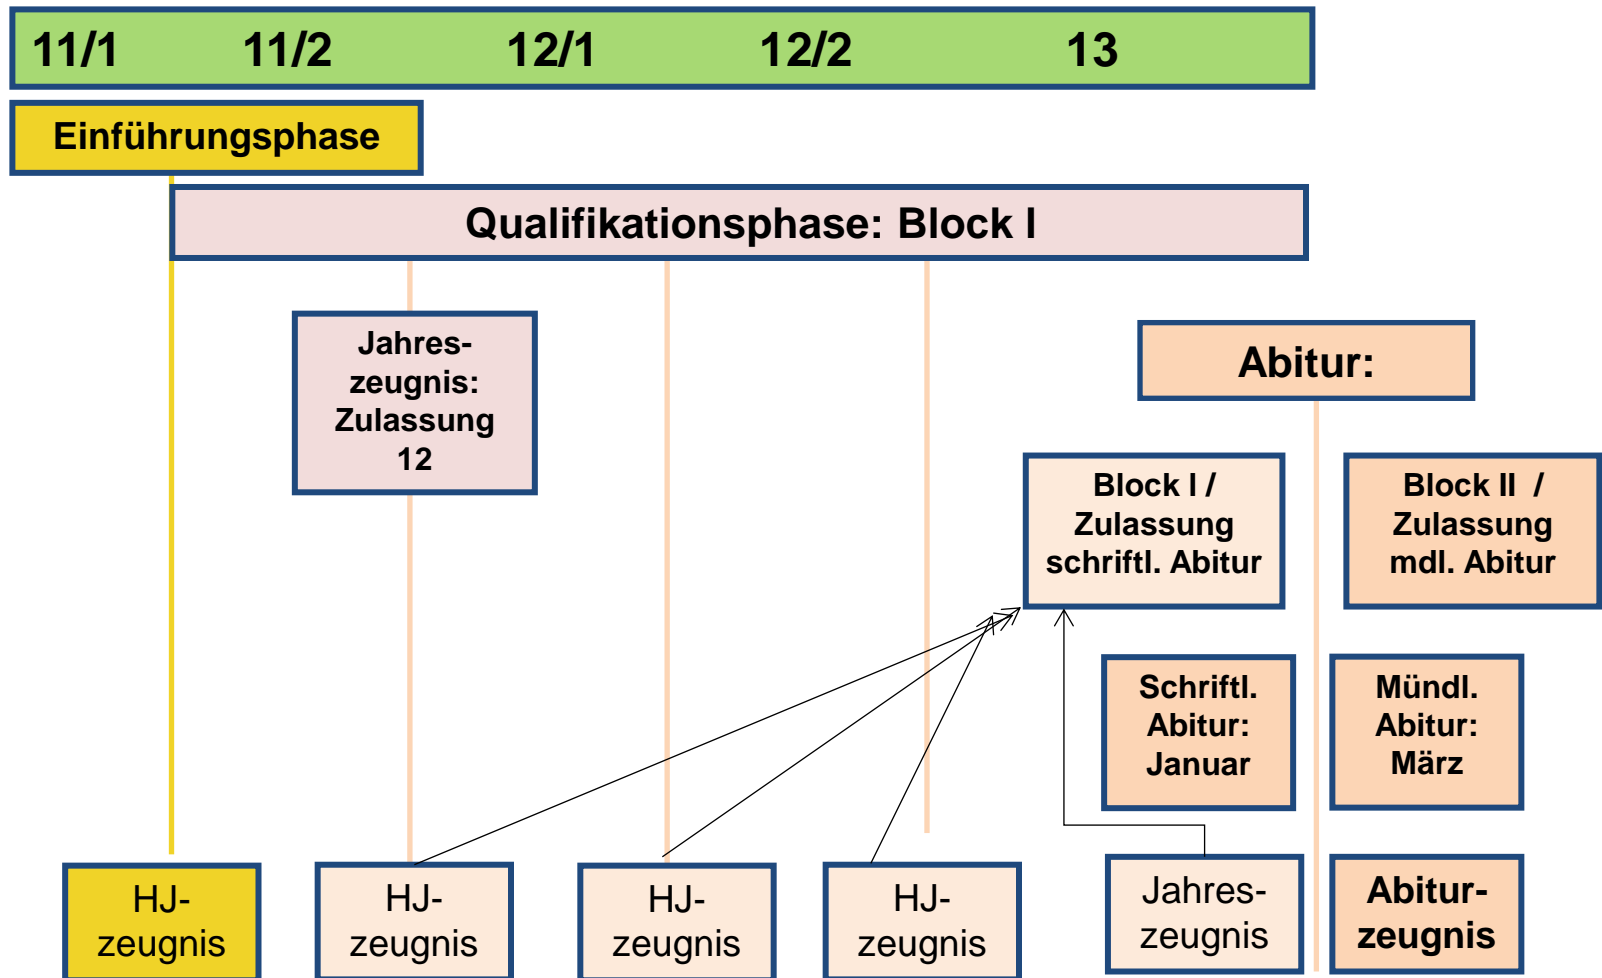 11/1 11/2 12/1 12/2 13
Einführungsphase
Qualifikationsphase: Block I
Jahres-
zeugnis:
Zulassung
12
Abitur:
Block I /
Zulassung
schriftl. Abitur
Block II /
Zulassung
mdl. Abitur
Schriftl.
Abitur:
Januar
Mündl.
Abitur:
März
HJ-
zeugnis
HJ-
zeugnis
HJ-
zeugnis
HJ-
zeugnis
Jahres-
zeugnis
Abitur-
zeugnis